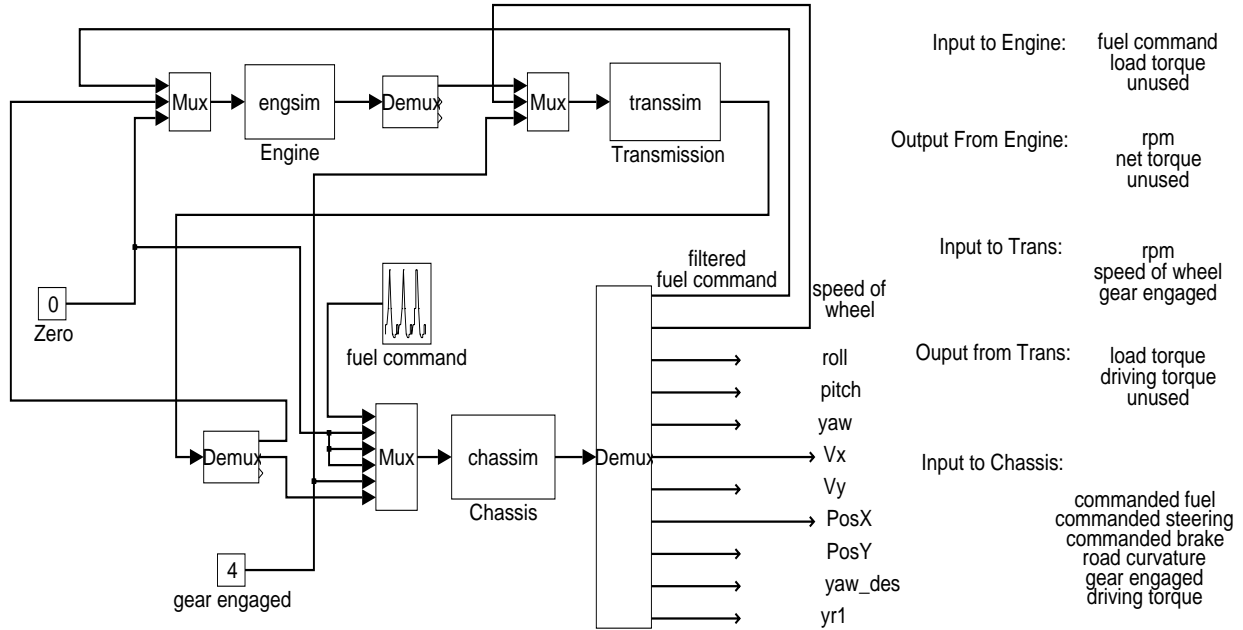 Mux
engsim
Engine
Demux
Mux
transsim
Transmission
0
Zero
fuel command
filtered
fuel command
speed of
wheel
Demux
Mux
chassim
Chassis
Demux
4
gear engaged
roll
pitch
yaw
Vx
Vy
PosX
PosY
yaw_des
yr1
Input to Engine:
fuel command
load torque
unused
Output From Engine:
rpm
net torque
unused
Input to Trans:
rpm
speed of wheel
gear engaged
Ouput from Trans:
load torque
driving torque
unused
Input to Chassis:
commanded fuel
commanded steering
commanded brake
road curvature
gear engaged
driving torque